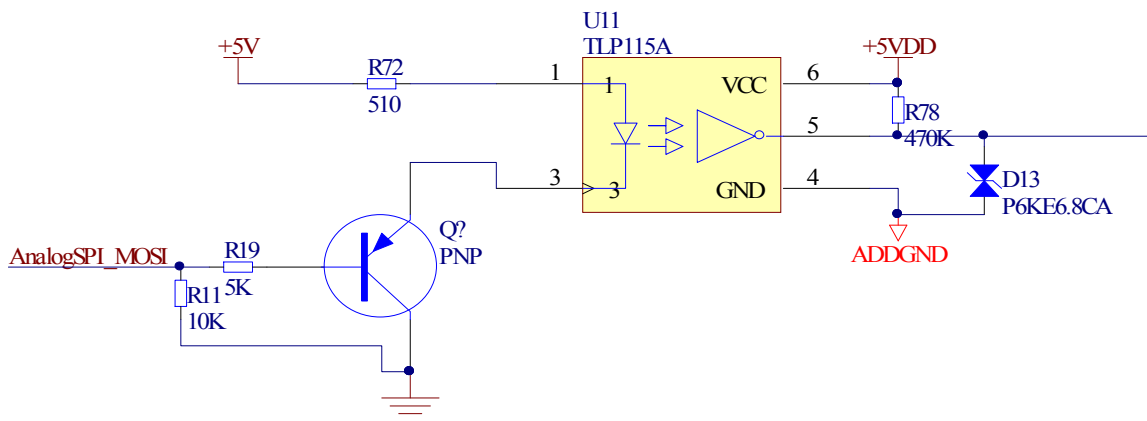 U11
TLP115A
+5V
R72
510
1
1
VCC
6
+5VDD
R78
470K
5
3
3
GND
4
D13
P6KE6.8CA
ADDGND
Q?
PNP
AnalogSPI_MOSI
R19
5K
R11
10K